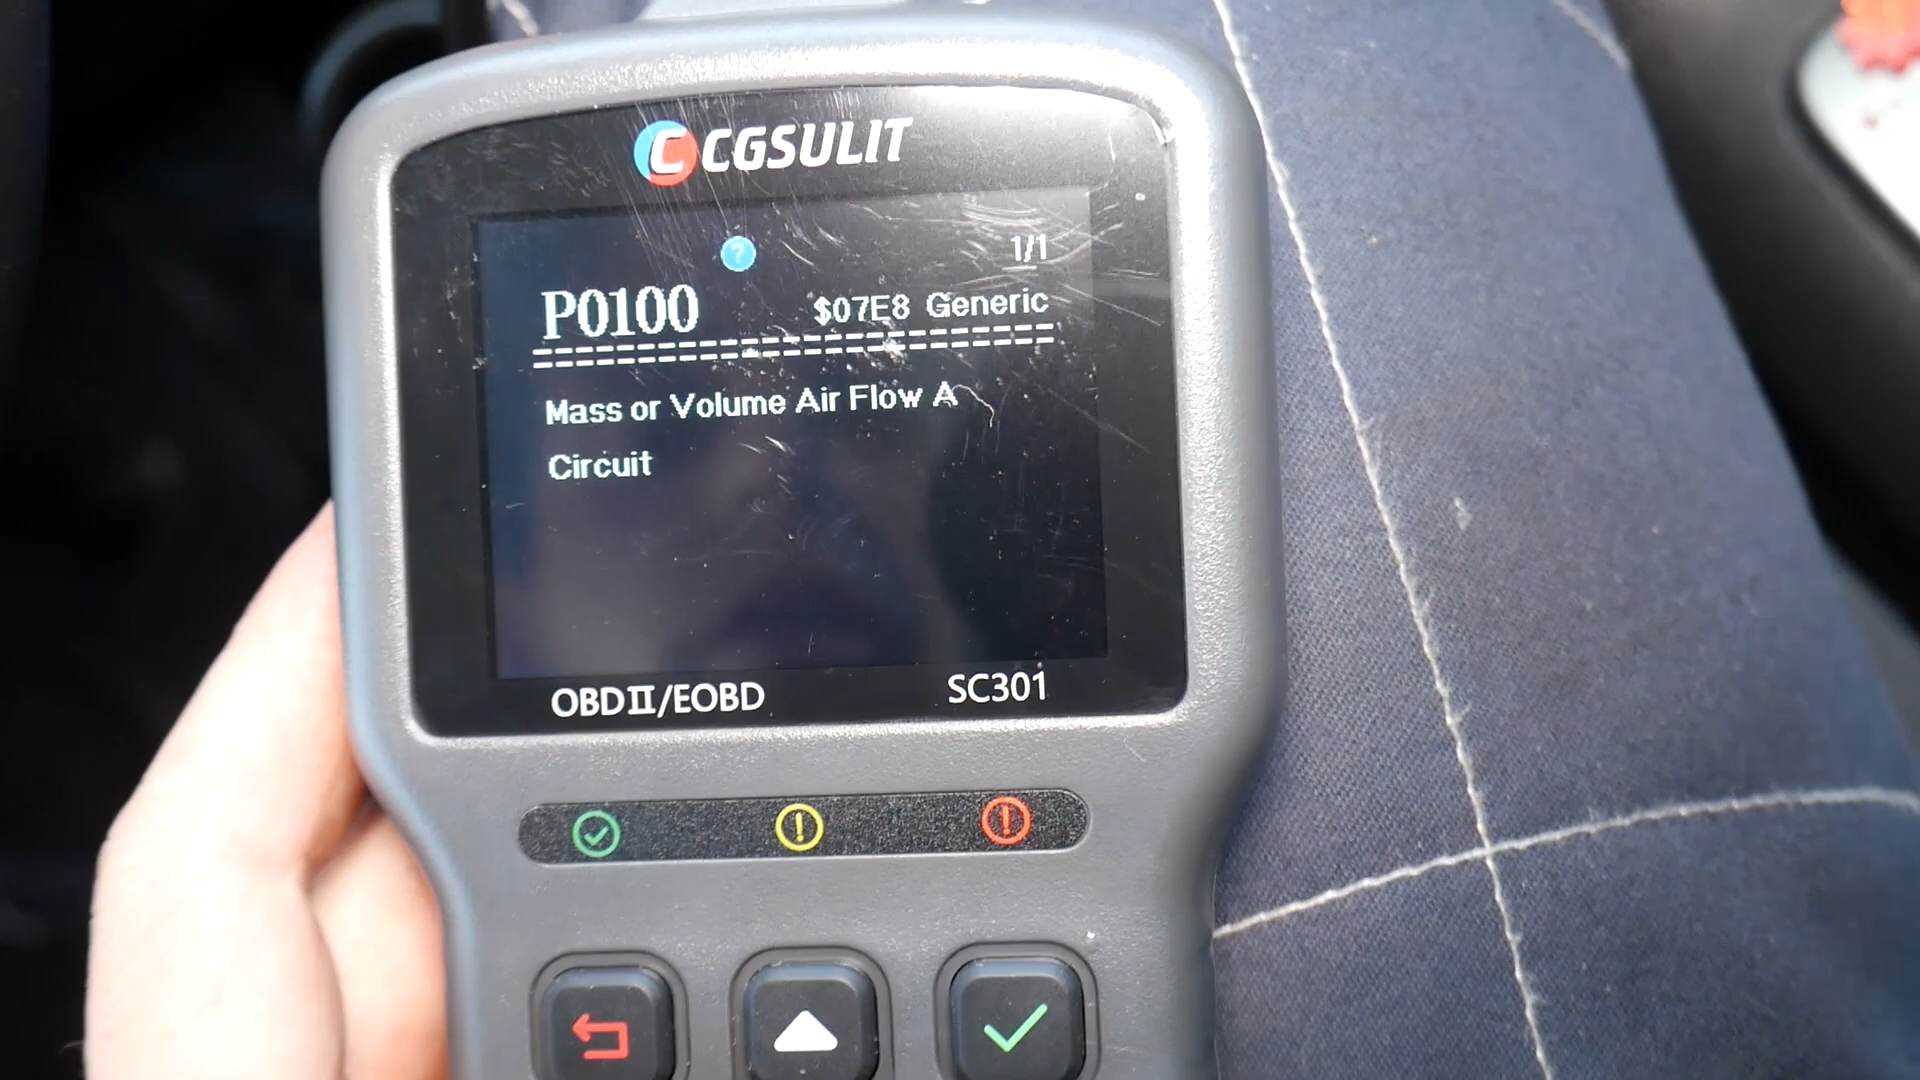 CGSULIT
? 1/1
P0100 $07E8 Generic
==========================
Mass or Volume Air Flow A
Circuit
OBDII/EOBD SC301